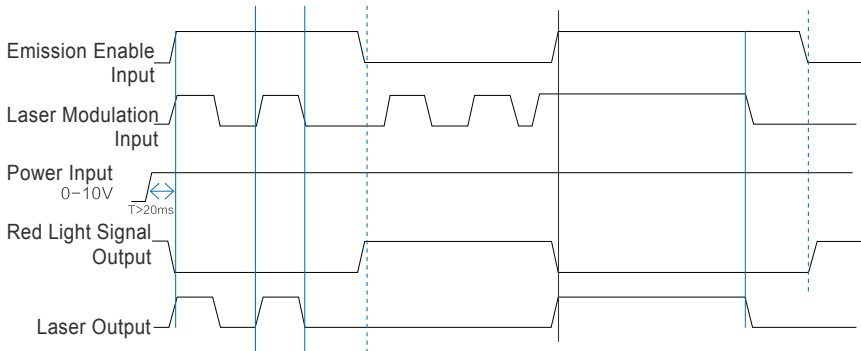 Emission Enable
Input
Laser Modulation
Input
Power Input
0-10V
T>20ms
Red Light Signal
Output
Laser Output